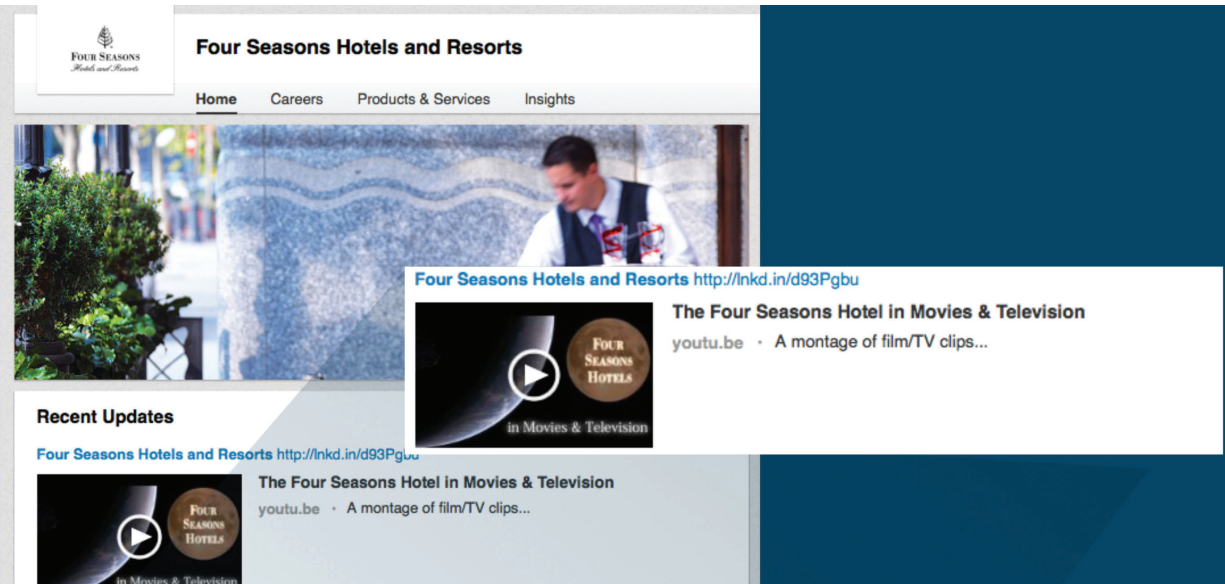 FOUR SEASONS
Hotels and Resorts
Four Seasons Hotels and Resorts
Home Careers Products & Services Insights
Four Seasons Hotels and Resorts http://lnkd.in/d93Pgbu
The Four Seasons Hotel in Movies & Television
youtu.be · A montage of film/TV clips...
FOUR
SEASONS
HOTELS
in Movies & Television
Recent Updates
Four Seasons Hotels and Resorts http://lnkd.in/d93Pgbu
The Four Seasons Hotel in Movies & Television
youtu.be · A montage of film/TV clips...
FOUR
SEASONS
HOTELS
in Movies & Television